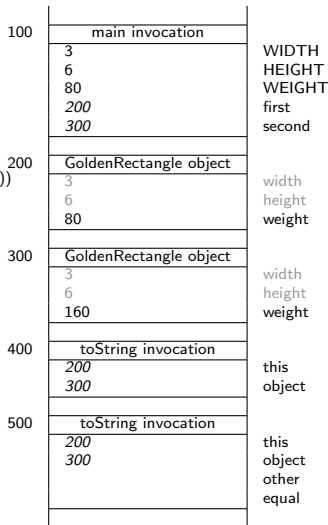 100 main invocation
3 WIDTH
6 HEIGHT
80 WEIGHT
200 first
300 second
200 GoldenRectangle object
))
3 width
6 height
80 weight
300 GoldenRectangle object
3 width
6 height
160 weight
400 toString invocation
200 this
300 object
500 toString invocation
200 this
300 object
other
equal